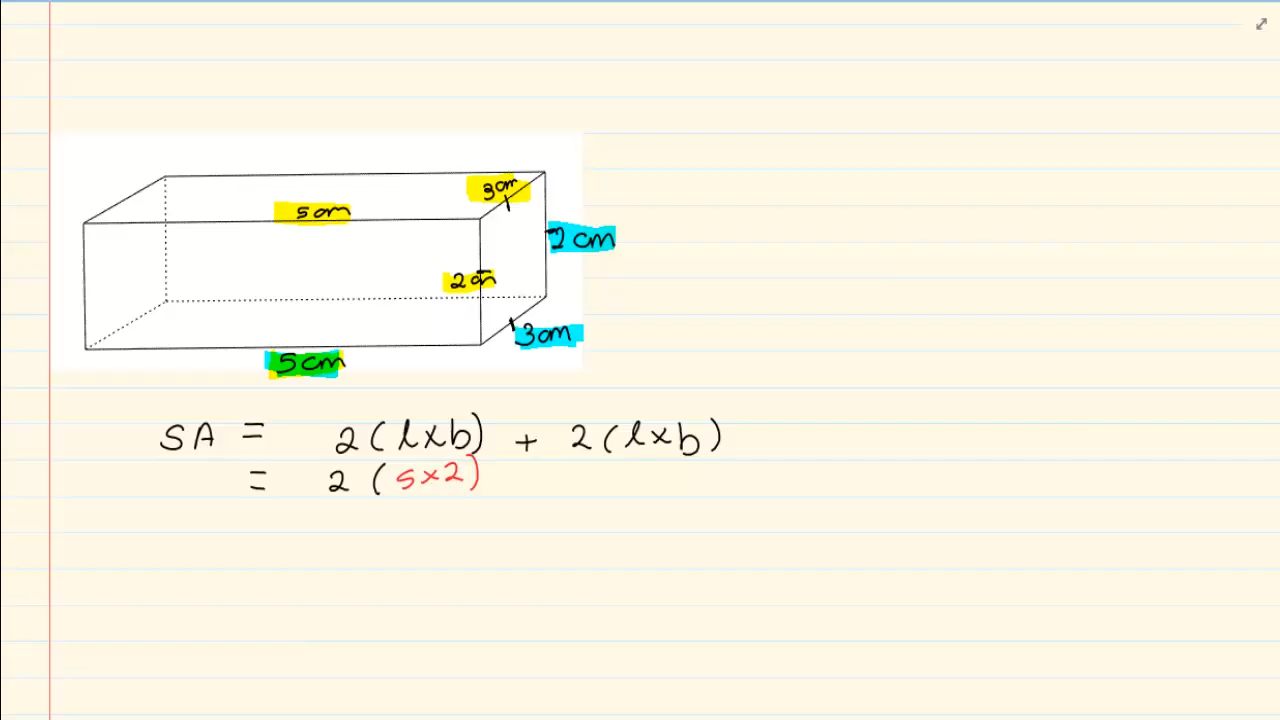 3cm
5cm
2cm
2cm
3cm
5cm
SA = 2(l×b) + 2(l×b)
= 2(5×2)